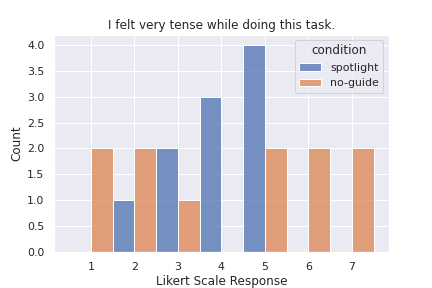 I felt very tense while doing this task.
condition
spotlight
no-guide
4.0
3.5
3.0
2.5
2.0
1.5
1.0
0.5
0.0
Count
1 2 3 4 5 6 7
Likert Scale Response